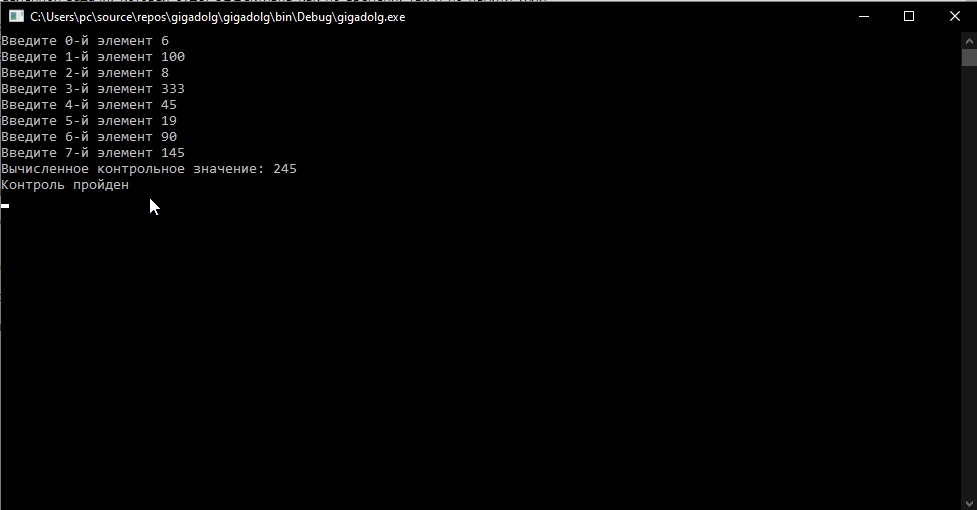 C:\Users\pc\source\repos\gigadolg\gigadolg\bin\Debug\gigadolg.exe
Введите 0-й элемент 6
Введите 1-й элемент 100
Введите 2-й элемент 8
Введите 3-й элемент 333
Введите 4-й элемент 45
Введите 5-й элемент 19
Введите 6-й элемент 90
Введите 7-й элемент 145
Вычисленное контрольное значение: 245
Контроль пройден